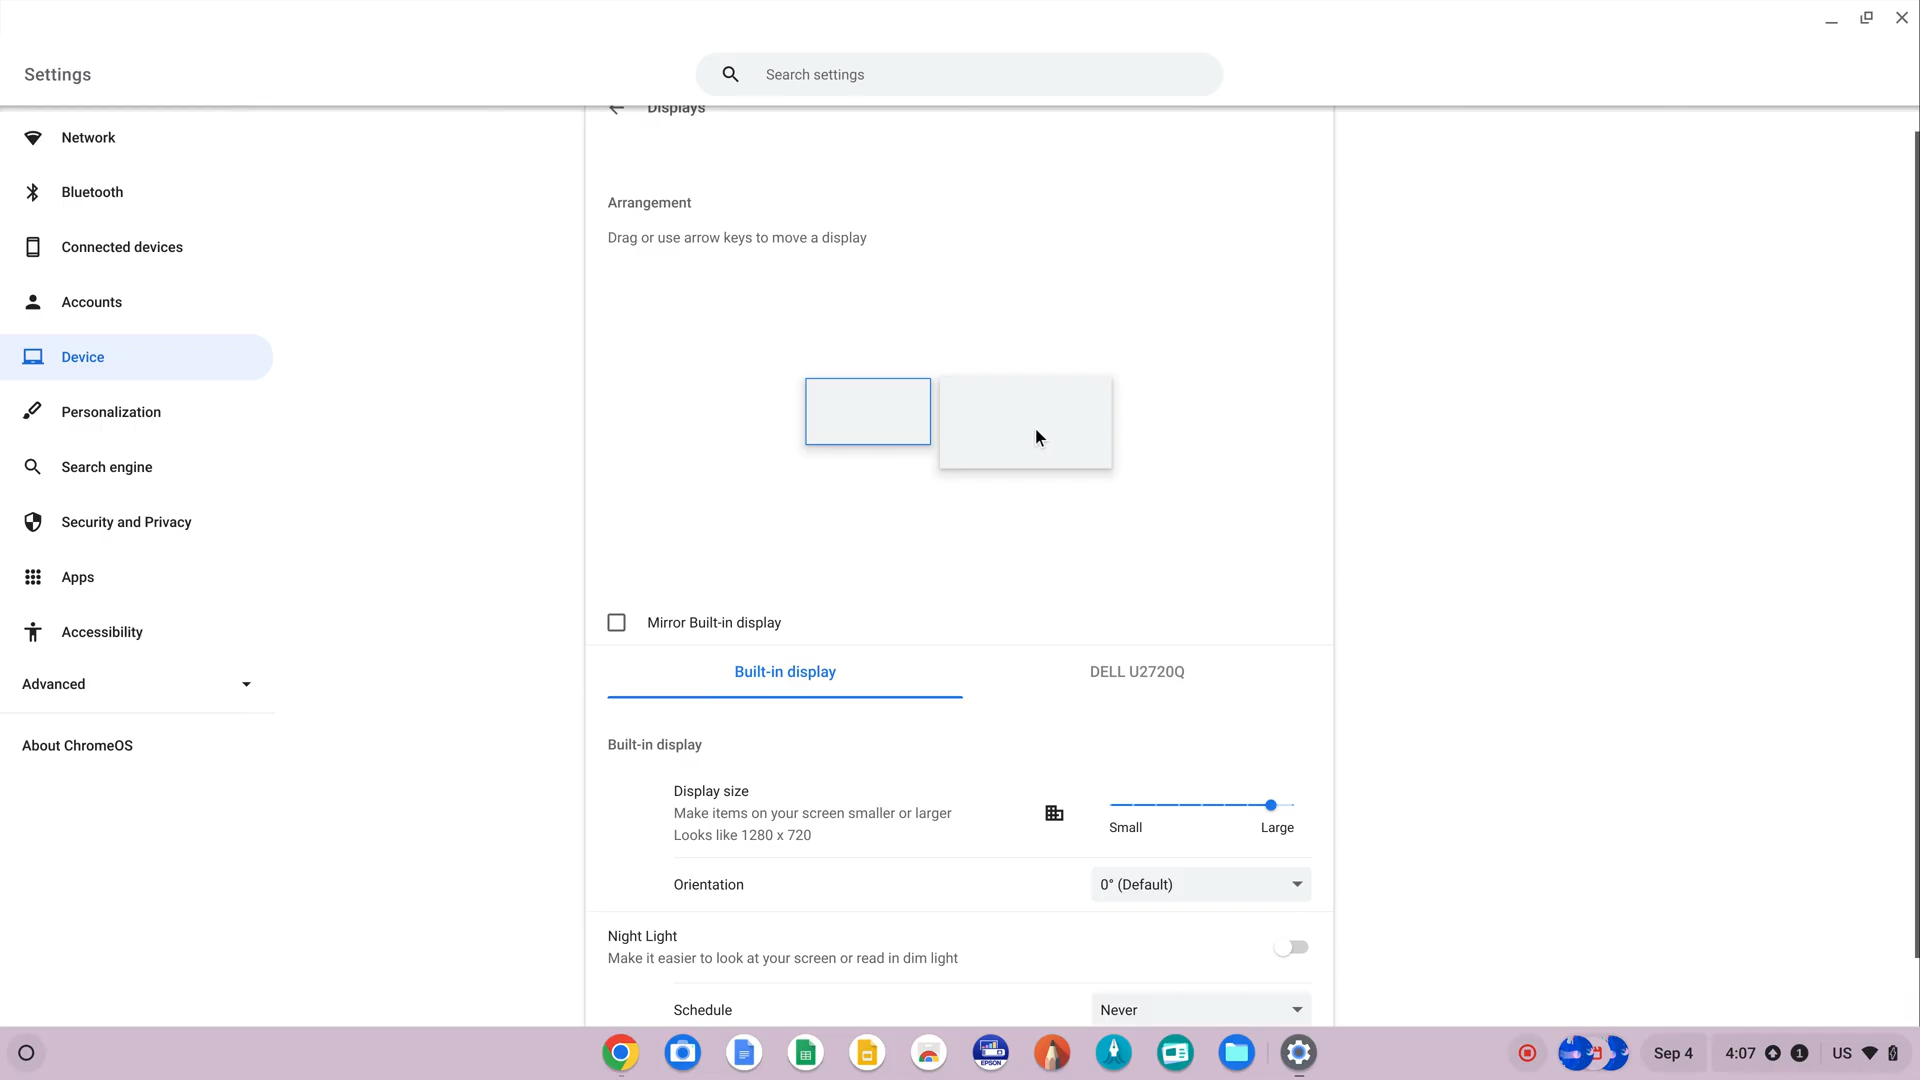 Settings
Search settings
Displays
Network
Bluetooth
Connected devices
Accounts
Device
Personalization
Search engine
Security and Privacy
Apps
Accessibility
Advanced
About ChromeOS
Arrangement
Drag or use arrow keys to move a display
Mirror Built-in display
Built-in display
DELL U2720Q
Built-in display
Display size
Make items on your screen smaller or larger
Looks like 1280 x 720
Small
Large
Orientation
0° (Default)
Night Light
Make it easier to look at your screen or read in dim light
Schedule
Never
EPSON
Sep 4
4:07
1
US